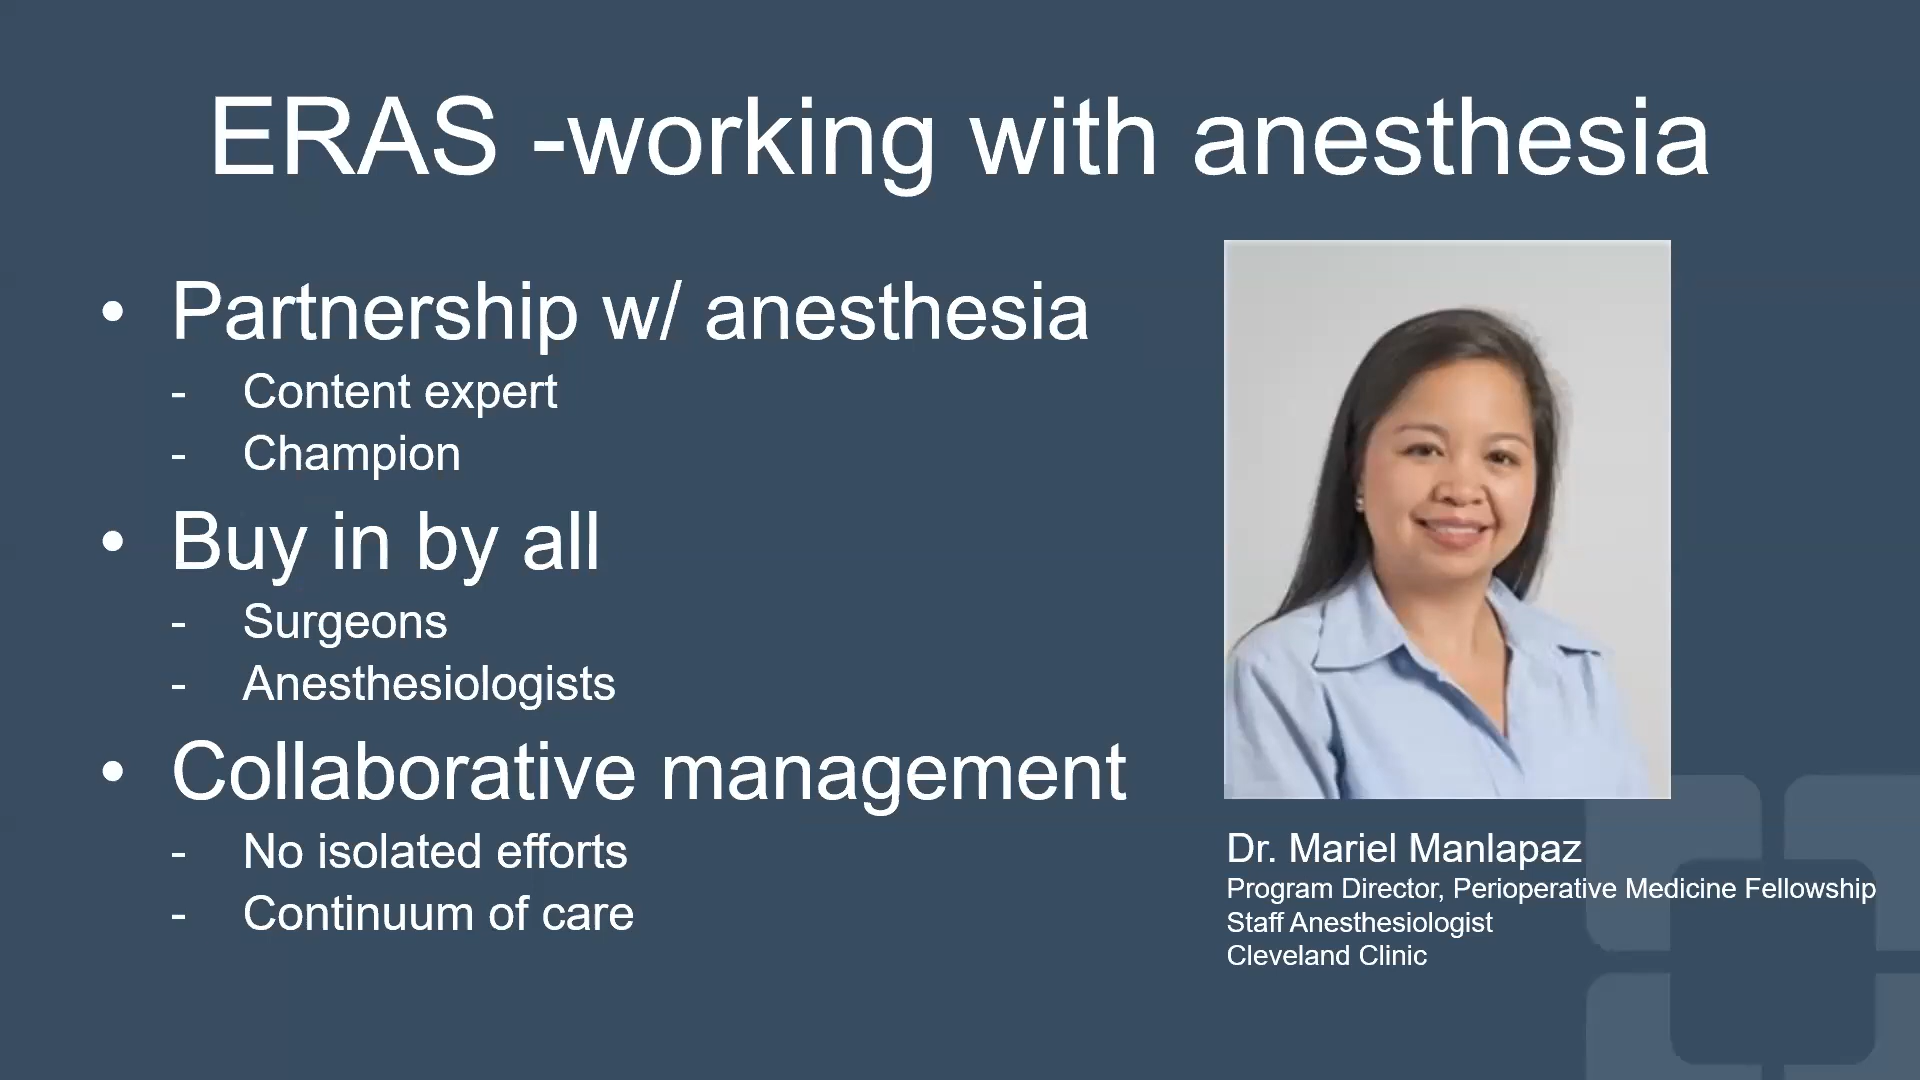 ERAS -working with anesthesia
• Partnership w/ anesthesia
- Content expert
- Champion
• Buy in by all
- Surgeons
- Anesthesiologists
• Collaborative management
- No isolated efforts
- Continuum of care
Dr. Mariel Manlapaz
Program Director, Perioperative Medicine Fellowship
Staff Anesthesiologist
Cleveland Clinic